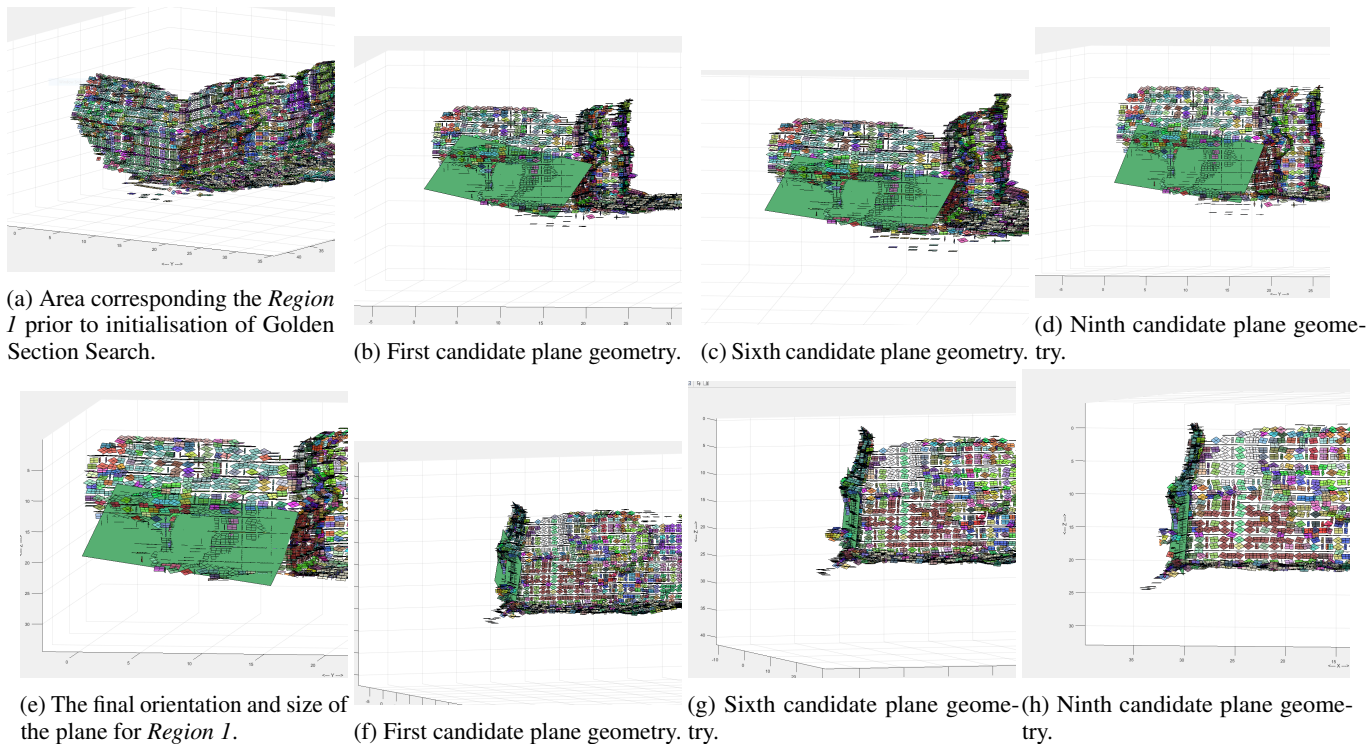 (a) Area corresponding the Region
1 prior to initialisation of Golden
Section Search.
(b) First candidate plane geometry.
(c) Sixth candidate plane geometry.
(d) Ninth candidate plane geome-
try.
(e) The final orientation and size of
the plane for Region 1.
(f) First candidate plane geometry.
(g) Sixth candidate plane geome-
try.
(h) Ninth candidate plane geome-
try.